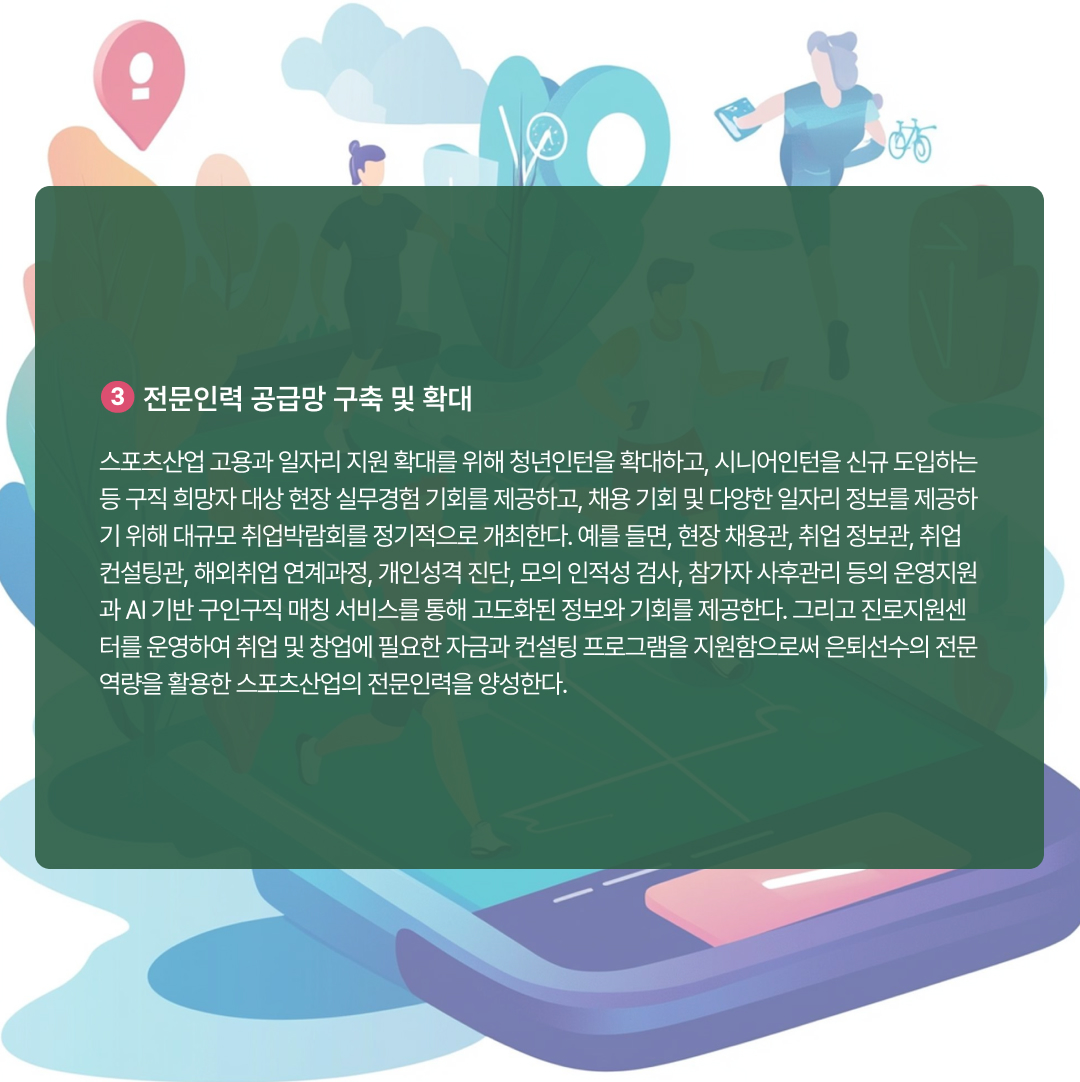 3 전문인력 공급망 구축 및 확대
스포츠산업 고용과 일자리 지원 확대를 위해 청년인턴을 확대하고, 시니어인턴을 신규 도입하는
등 구직 희망자 대상 현장 실무경험 기회를 제공하고, 채용 기회 및 다양한 일자리 정보를 제공하
기 위해 대규모 취업박람회를 정기적으로 개최한다. 예를 들면, 현장 채용관, 취업 정보관, 취업
컨설팅관, 해외취업 연계과정, 개인성격 진단, 모의 인적성 검사, 참가자 사후관리 등의 운영지원
과 AI 기반 구인구직 매칭 서비스를 통해 고도화된 정보와 기회를 제공한다. 그리고 진로지원센
터를 운영하여 취업 및 창업에 필요한 자금과 컨설팅 프로그램을 지원함으로써 은퇴선수의 전문
역량을 활용한 스포츠산업의 전문인력을 양성한다.